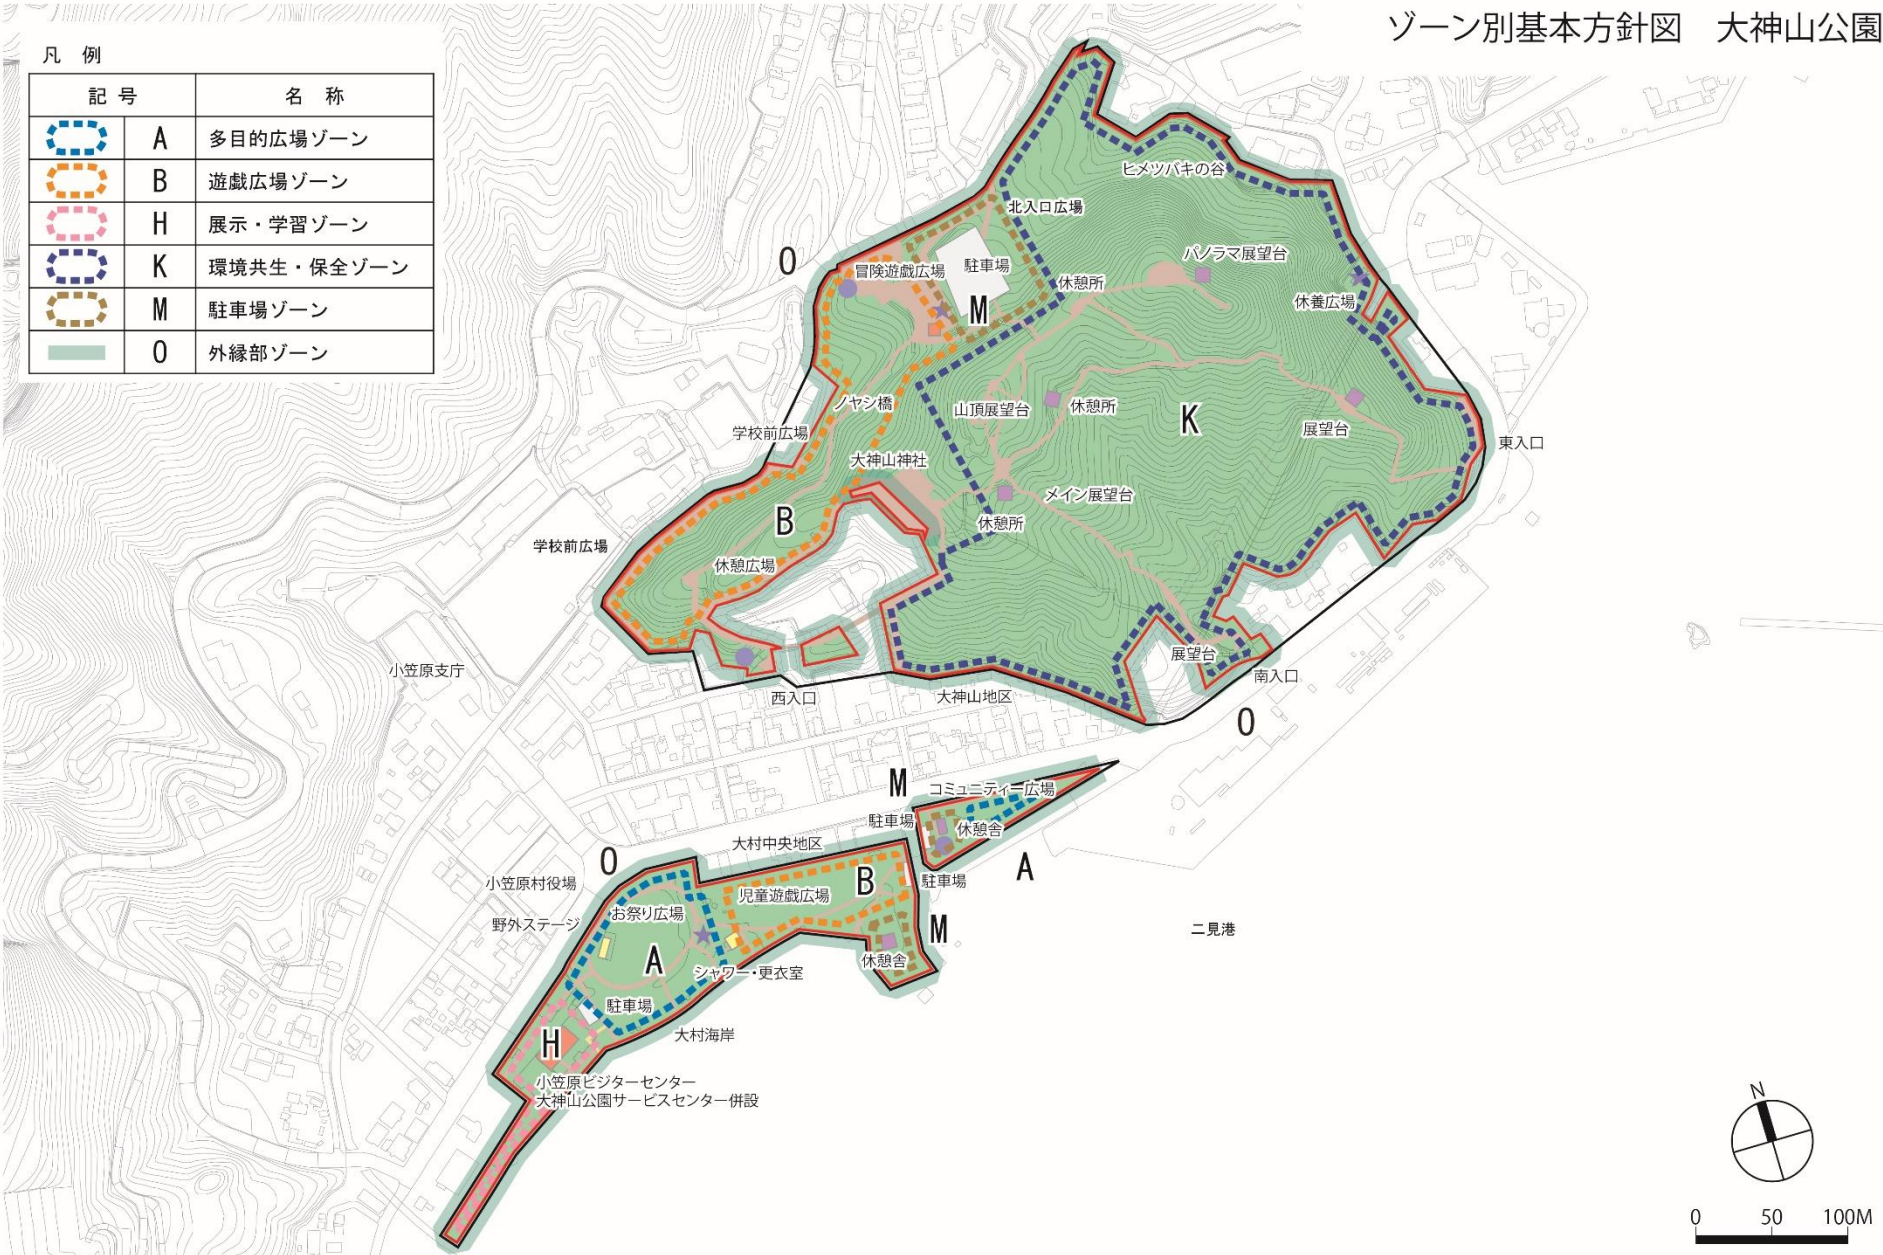 ゾーン別基本方針図　大神山公園
凡 例
記 号 名 称
A 多目的広場ゾーン
B 遊戯広場ゾーン
H 展示・学習ゾーン
K 環境共生・保全ゾーン
M 駐車場ゾーン
O 外縁部ゾーン
ヒメツバキの谷
北入口広場
O
パノラマ展望台
冒険遊戯広場
駐車場
休憩所
休養広場
M
ノヤシ橋
山頂展望台
休憩所
K
展望台
学校前広場
東入口
大神山神社
メイン展望台
B
休憩所
学校前広場
休憩広場
展望台
小笠原支庁
南入口
西入口
大神山地区
O
M
コミュニティー広場
駐車場
休憩舎
大村中央地区
O
A
小笠原村役場
児童遊戯広場
B
駐車場
お祭り広場
野外ステージ
M
二見港
A
休憩舎
シャワー・更衣室
駐車場
大村海岸
H
小笠原ビジターセンター
大神山公園サービスセンター併設
N
0 50 100M